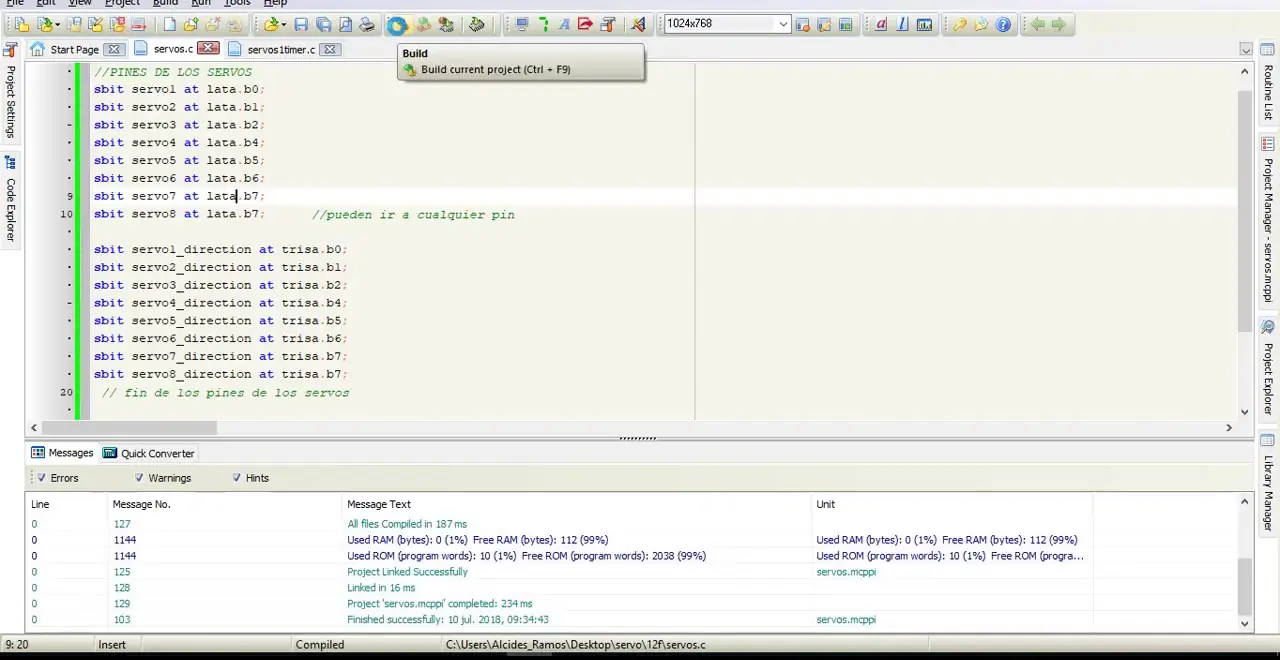 File Edit View Project Build Run Tools Help
1024x768
Start Page servos.c servos1timer.c
Build
Build current project (Ctrl + F9)
Project Settings
Code Explorer
//PINES DE LOS SERVOS
sbit servo1 at lata.b0;
sbit servo2 at lata.b1;
sbit servo3 at lata.b2;
sbit servo4 at lata.b4;
sbit servo5 at lata.b5;
sbit servo6 at lata.b6;
9 sbit servo7 at lata.b7;
10 sbit servo8 at lata.b7; //pueden ir a cualquier pin
sbit servo1_direction at trisa.b0;
sbit servo2_direction at trisa.b1;
sbit servo3_direction at trisa.b2;
sbit servo4_direction at trisa.b4;
sbit servo5_direction at trisa.b5;
sbit servo6_direction at trisa.b6;
sbit servo7_direction at trisa.b7;
sbit servo8_direction at trisa.b7;
20 // fin de los pines de los servos
Routine List
Project Manager - servos.mcppi
Project Explorer
Library Manager
Messages Quick Converter
Errors Warnings Hints
Line Message No. Message Text Unit
0 127 All files Compiled in 187 ms
0 1144 Used RAM (bytes): 0 (1%) Free RAM (bytes): 112 (99%) Used RAM (bytes): 0 (1%) Free RAM (bytes): 112 (99%)
0 1144 Used ROM (program words): 10 (1%) Free ROM (program words): 2038 (99%) Used ROM (program words): 10 (1%) Free ROM (progra...
0 125 Project Linked Successfully servos.mcppi
0 128 Linked in 16 ms
0 129 Project 'servos.mcppi' completed: 234 ms
0 103 Finished successfully: 10 jul. 2018, 09:34:43 servos.mcppi
9: 20 Insert Compiled C:\Users\Alcides_Ramos\Desktop\servo\12f\servos.c